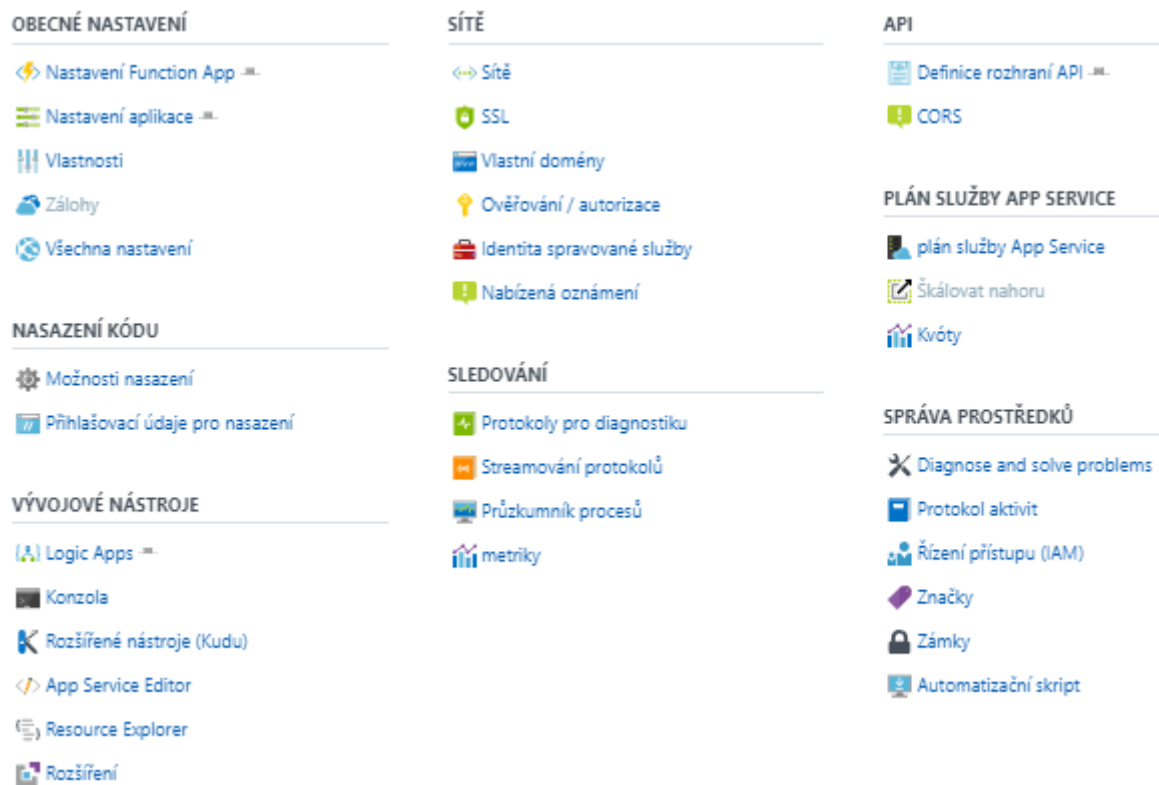 OBECNÉ NASTAVENÍ
Nastavení Function App
Nastavení aplikace
Vlastnosti
Zálohy
Všechna nastavení
NASAZENÍ KÓDU
Možnosti nasazení
Přihlašovací údaje pro nasazení
VÝVOJOVÉ NÁSTROJE
Logic Apps
Konzola
Rozšířené nástroje (Kudu)
App Service Editor
Resource Explorer
Rozšíření
SÍTĚ
Sítě
SSL
Vlastní domény
Ověřování / autorizace
Identita spravované služby
Nabízená oznámení
SLEDOVÁNÍ
Protokoly pro diagnostiku
Streamování protokolů
Průzkumník procesů
metriky
API
Definice rozhraní API
CORS
PLÁN SLUŽBY APP SERVICE
plán služby App Service
Škálovat nahoru
Kvóty
SPRÁVA PROSTŘEDKŮ
Diagnose and solve problems
Protokol aktivit
Řízení přístupu (IAM)
Značky
Zámky
Automatizační skript